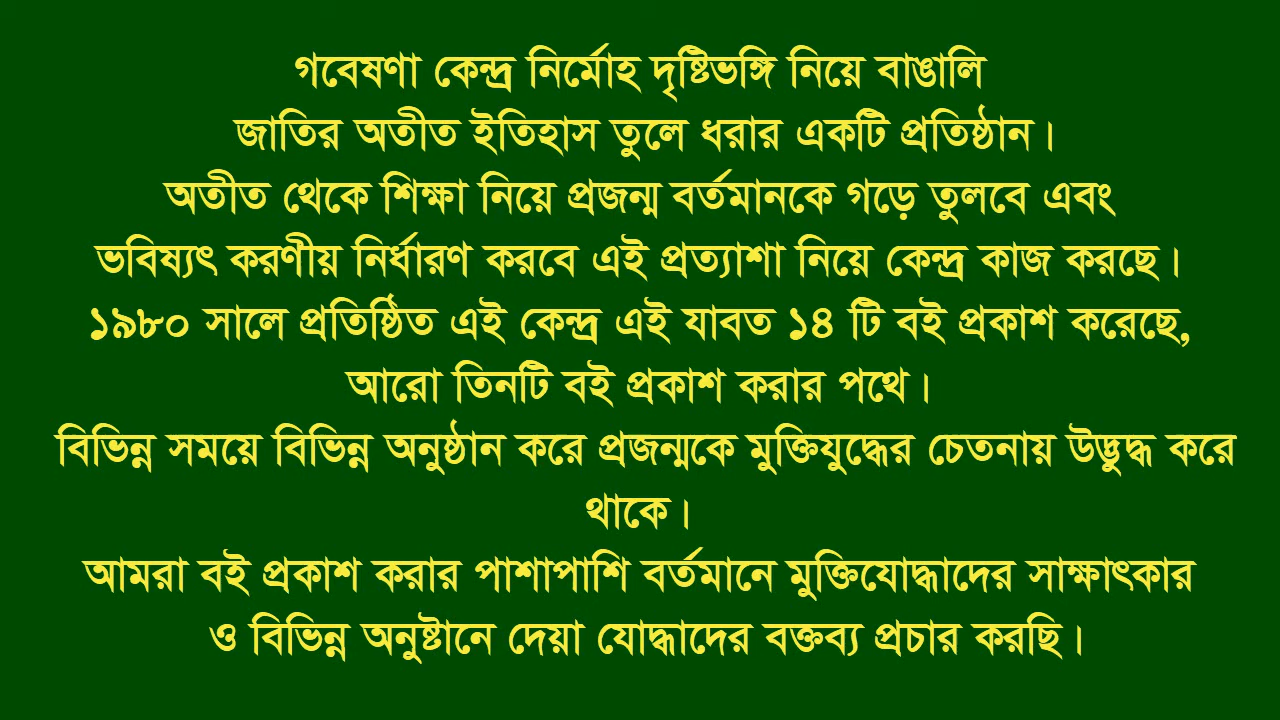 গবেষণা কেন্দ্র নির্মোহ দৃষ্টিভঙ্গি নিয়ে বাঙালি
জাতির অতীত ইতিহাস তুলে ধরার একটি প্রতিষ্ঠান।
অতীত থেকে শিক্ষা নিয়ে প্রজন্ম বর্তমানকে গড়ে তুলবে এবং
ভবিষ্যৎ করণীয় নির্ধারণ করবে এই প্রত্যাশা নিয়ে কেন্দ্র কাজ করছে।
১৯৮০ সালে প্রতিষ্ঠিত এই কেন্দ্র এই যাবত ১৪ টি বই প্রকাশ করেছে,
আরো তিনটি বই প্রকাশ করার পথে।
বিভিন্ন সময়ে বিভিন্ন অনুষ্ঠান করে প্রজন্মকে মুক্তিযুদ্ধের চেতনায় উদ্ভুদ্ধ করে
থাকে।
আমরা বই প্রকাশ করার পাশাপাশি বর্তমানে মুক্তিযোদ্ধাদের সাক্ষাৎকার
ও বিভিন্ন অনুষ্টানে দেয়া যোদ্ধাদের বক্তব্য প্রচার করছি।